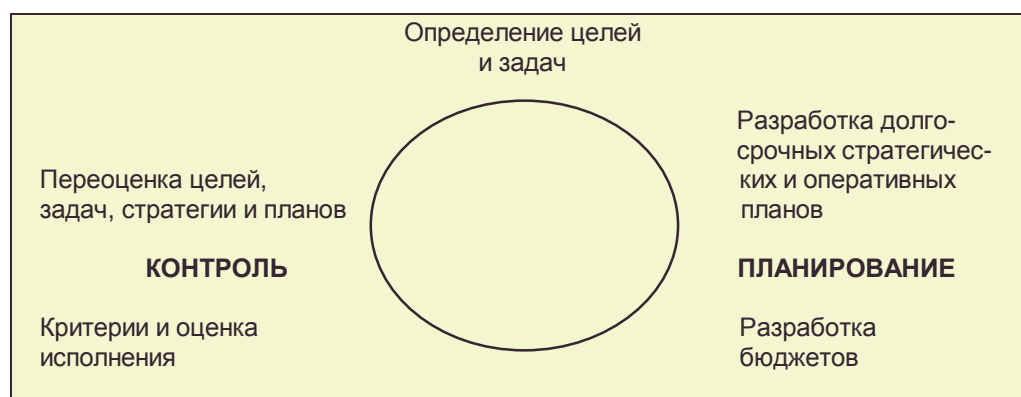 Определение целей
и задач
Разработка долго-
срочных стратегичес-
ких и оперативных
планов
Переоценка целей,
задач, стратегии и планов
КОНТРОЛЬ
ПЛАНИРОВАНИЕ
Критерии и оценка
исполнения
Разработка
бюджетов